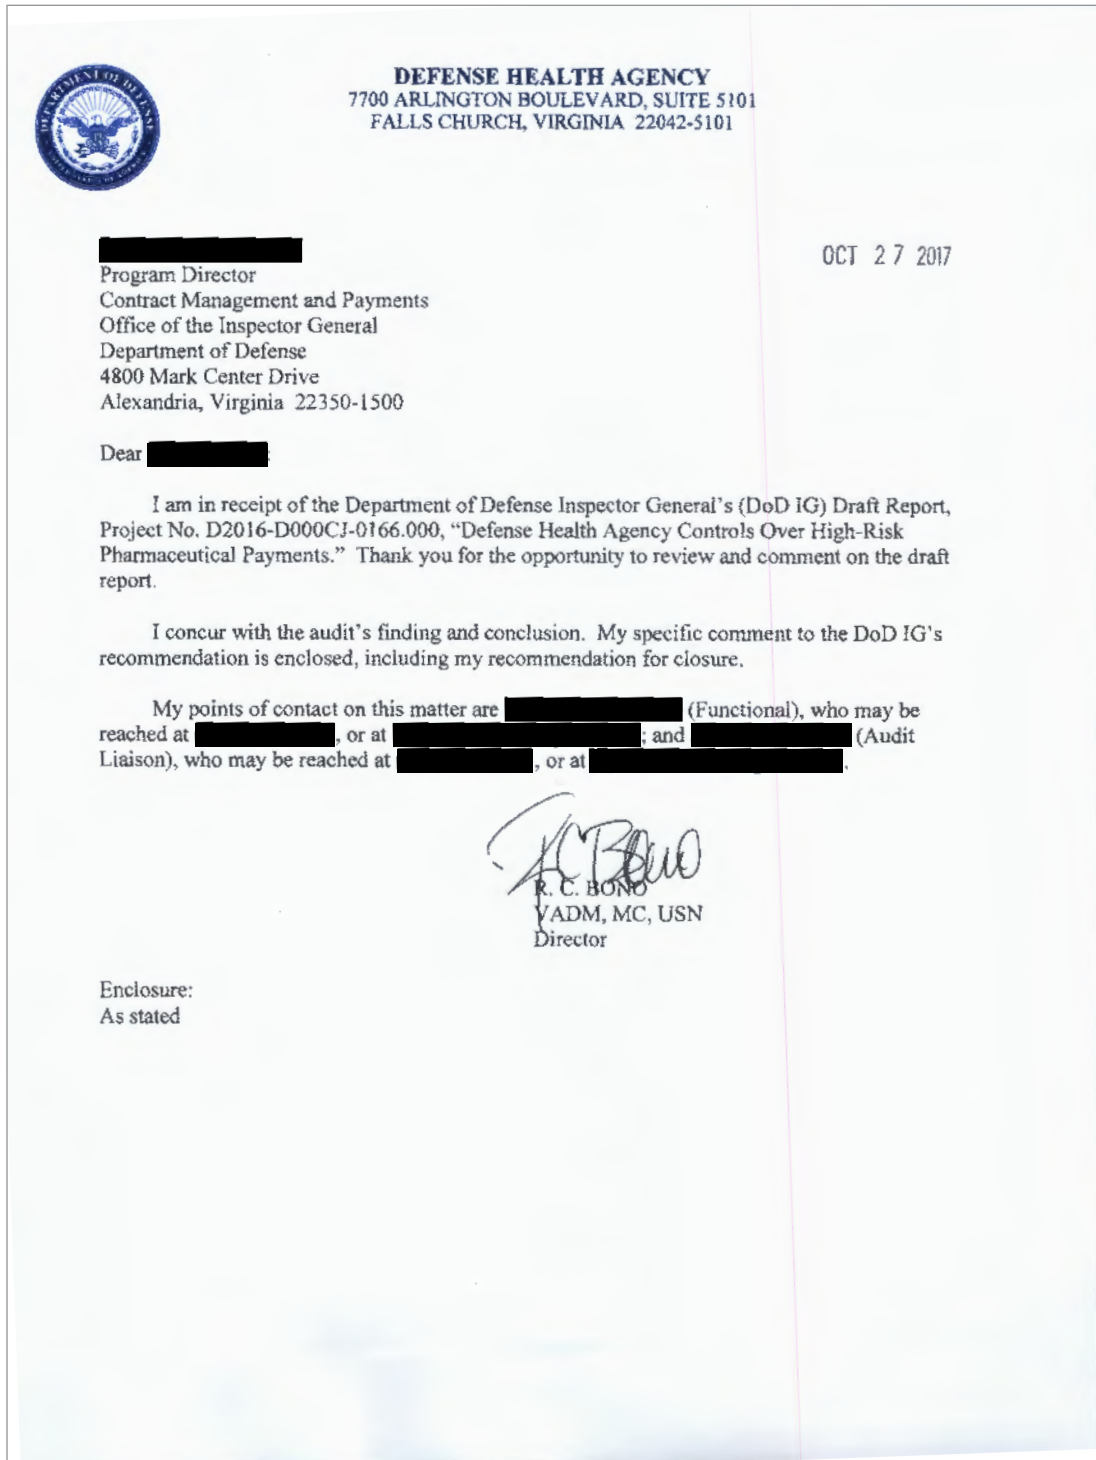 DEFENSE HEALTH AGENCY
7700 ARLINGTON BOULEVARD, SUITE 5101
FALLS CHURCH, VIRGINIA 22042-5101
DEPARTMENT OF DEFENSE
OCT 27 2017
Program Director
Contract Management and Payments
Office of the Inspector General
Department of Defense
4800 Mark Center Drive
Alexandria, Virginia 22350-1500
Dear :
I am in receipt of the Department of Defense Inspector General's (DoD IG) Draft Report,
Project No. D2016-D000CJ-0166.000, “Defense Health Agency Controls Over High-Risk
Pharmaceutical Payments.” Thank you for the opportunity to review and comment on the draft
report.
I concur with the audit's finding and conclusion. My specific comment to the DoD IG's
recommendation is enclosed, including my recommendation for closure.
My points of contact on this matter are (Functional), who may be
reached at , or at ; and (Audit
Liaison), who may be reached at , or at .
R. C. BONO
VADM, MC, USN
Director
Enclosure:
As stated